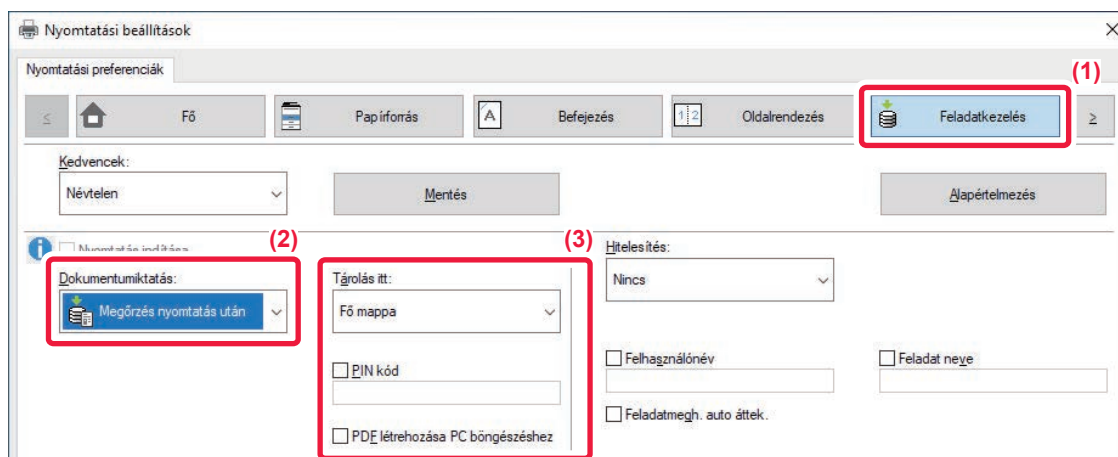 Nyomtatási beállítások
Nyomtatási preferenciák
(1)
<
Fő
Papírforrás
A
Befejezés
1 2
Oldalrendezés
Feladatkezelés
>
Kedvencek:
Névtelen
Mentés
Alapértelmezés
Nyomtatás indítása
(2)
(3)
Dokumentumiktatás:
Megőrzés nyomtatás után
Tárolás itt:
Fő mappa
PIN kód
PDF létrehozása PC böngészéshez
Hitelesítés:
Nincs
Felhasználónév
Feladat neve
Feladatmegh. auto áttek.